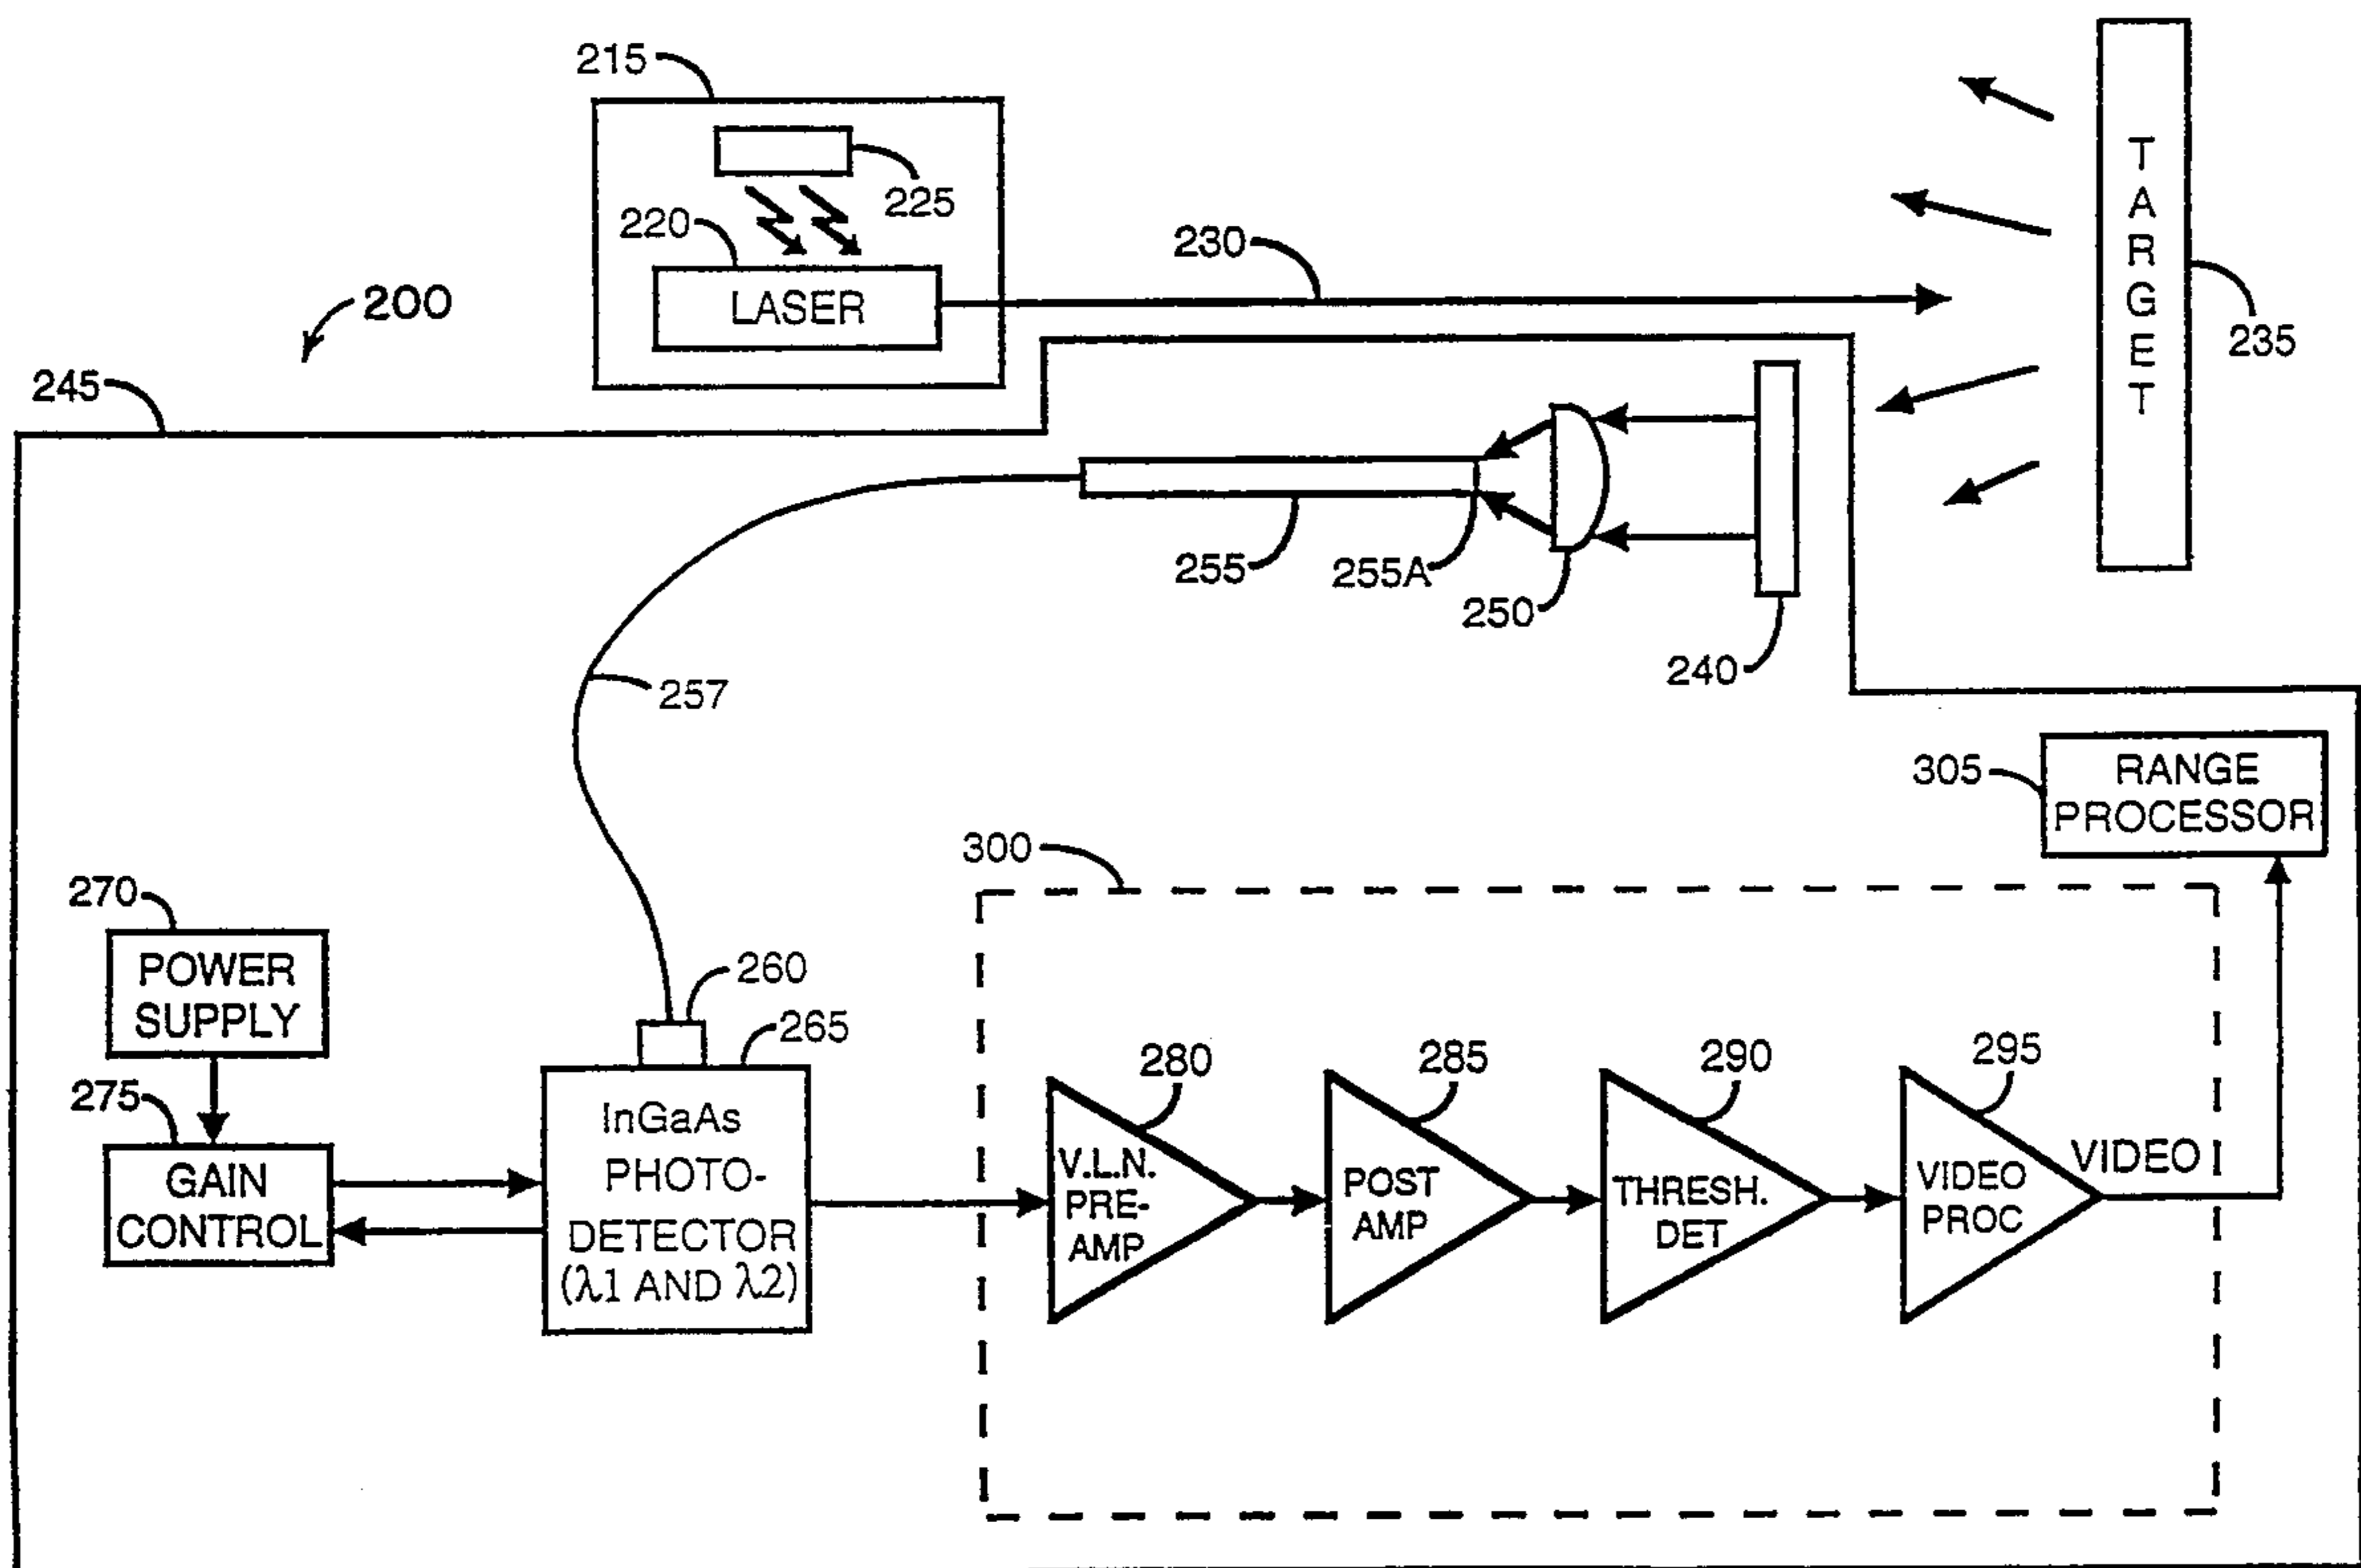 215
225
220
LASER
230
200
TARGET
235
245
255
255A
250
240
257
305
RANGE
PROCESSOR
300
270
POWER
SUPPLY
260
265
275
GAIN
CONTROL
InGaAs
PHOTO-
DETECTOR
(λ1 AND λ2)
280
V.L.N.
PRE-
AMP
285
POST
AMP
290
THRESH.
DET
295
VIDEO
PROC
VIDEO